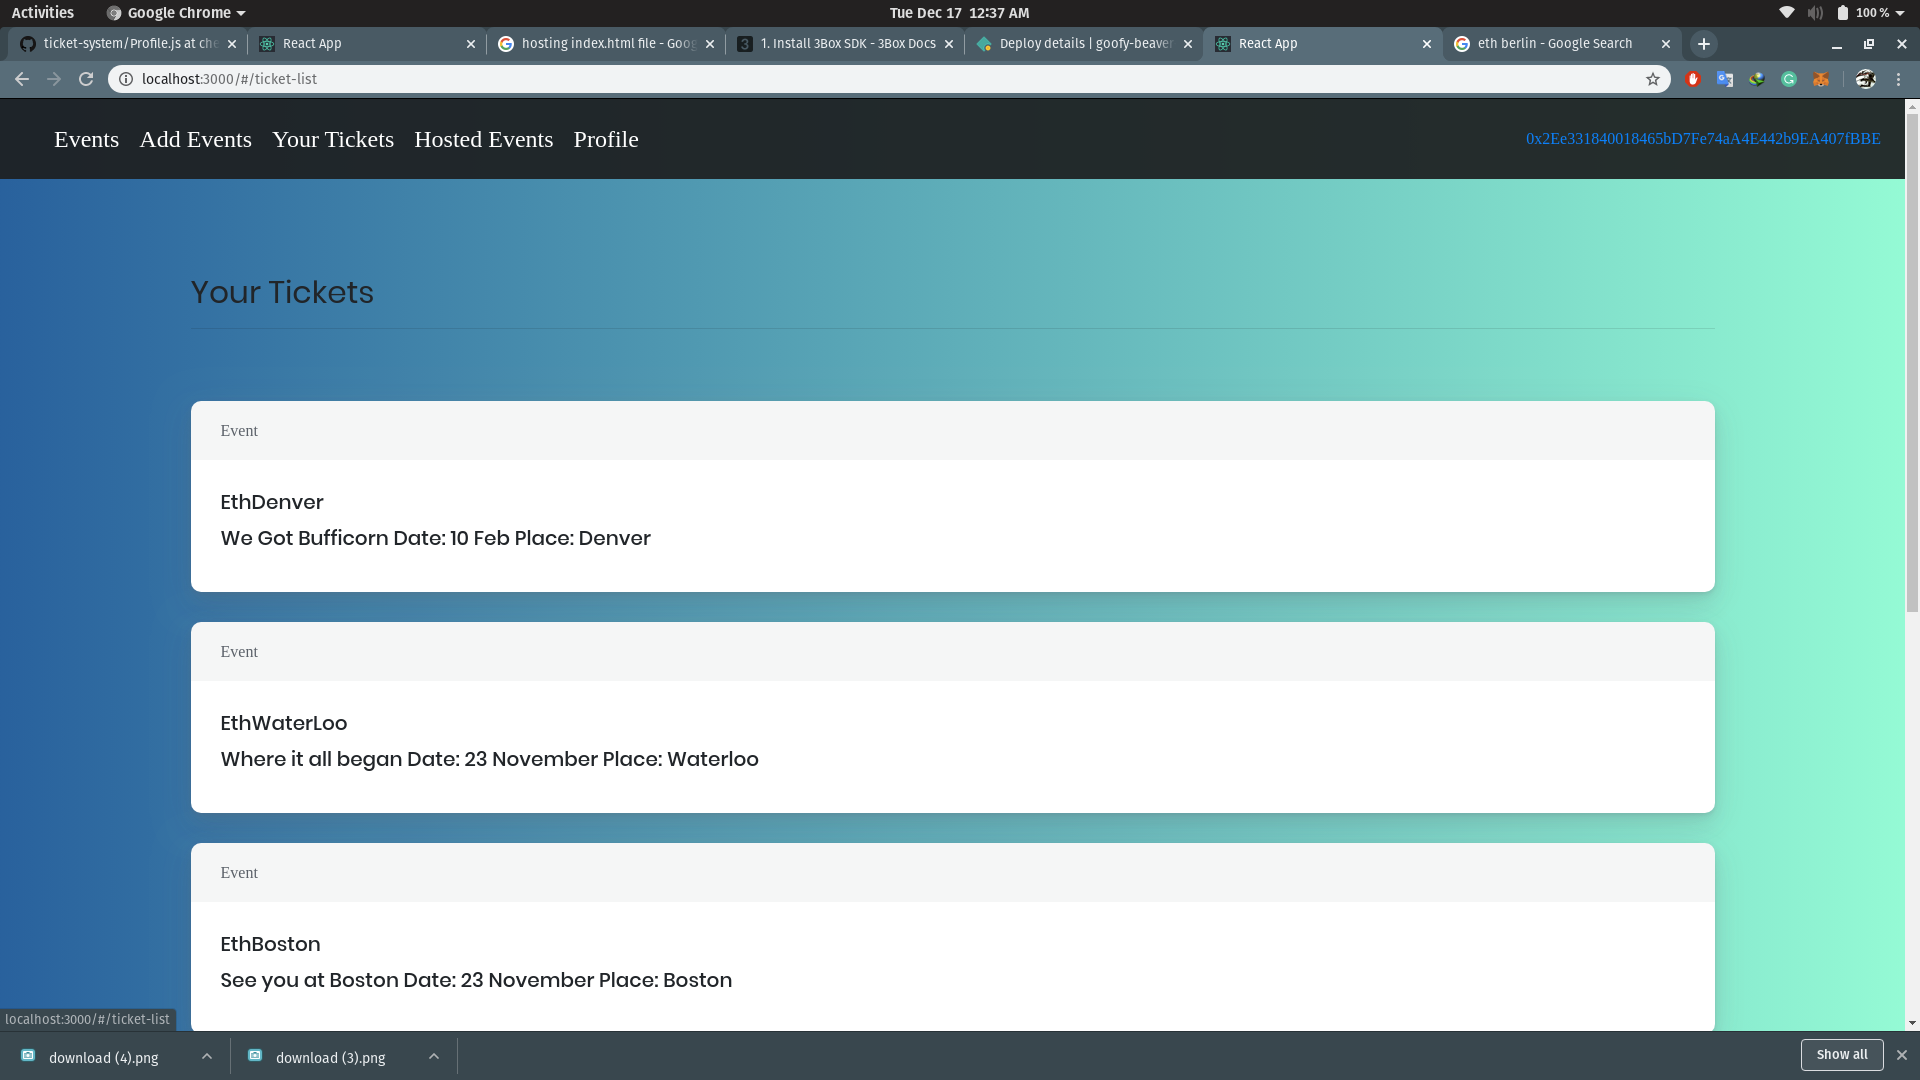 Activities Google Chrome Tue Dec 17 12:37 AM 100 %
ticket-system/Profile.js at che React App hosting index.html file - Goog 1. Install 3Box SDK - 3Box Docs Deploy details | goofy-beaver React App eth berlin - Google Search
localhost:3000/#/ticket-list
Events Add Events Your Tickets Hosted Events Profile 0x2Ee331840018465bD7Fe74aA4E442b9EA407fBBE
Your Tickets
Event
EthDenver
We Got Bufficorn Date: 10 Feb Place: Denver
Event
EthWaterLoo
Where it all began Date: 23 November Place: Waterloo
Event
EthBoston
See you at Boston Date: 23 November Place: Boston
localhost:3000/#/ticket-list
download (4).png download (3).png Show all